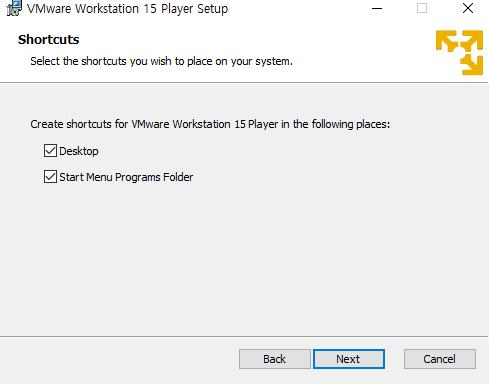 VMware Workstation 15 Player Setup
Shortcuts
Select the shortcuts you wish to place on your system.
Create shortcuts for VMware Workstation 15 Player in the following places:
Desktop
Start Menu Programs Folder
Back Next Cancel